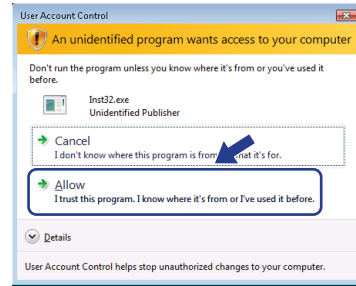 User Account Control
An unidentified program wants access to your computer
Don't run the program unless you know where it's from or you've used it
before.
Inst32.exe
Unidentified Publisher
Cancel
I don't know where this program is from it's for.
Allow
I trust this program. I know where it's from or I've used it before.
Details
User Account Control helps stop unauthorized changes to your computer.